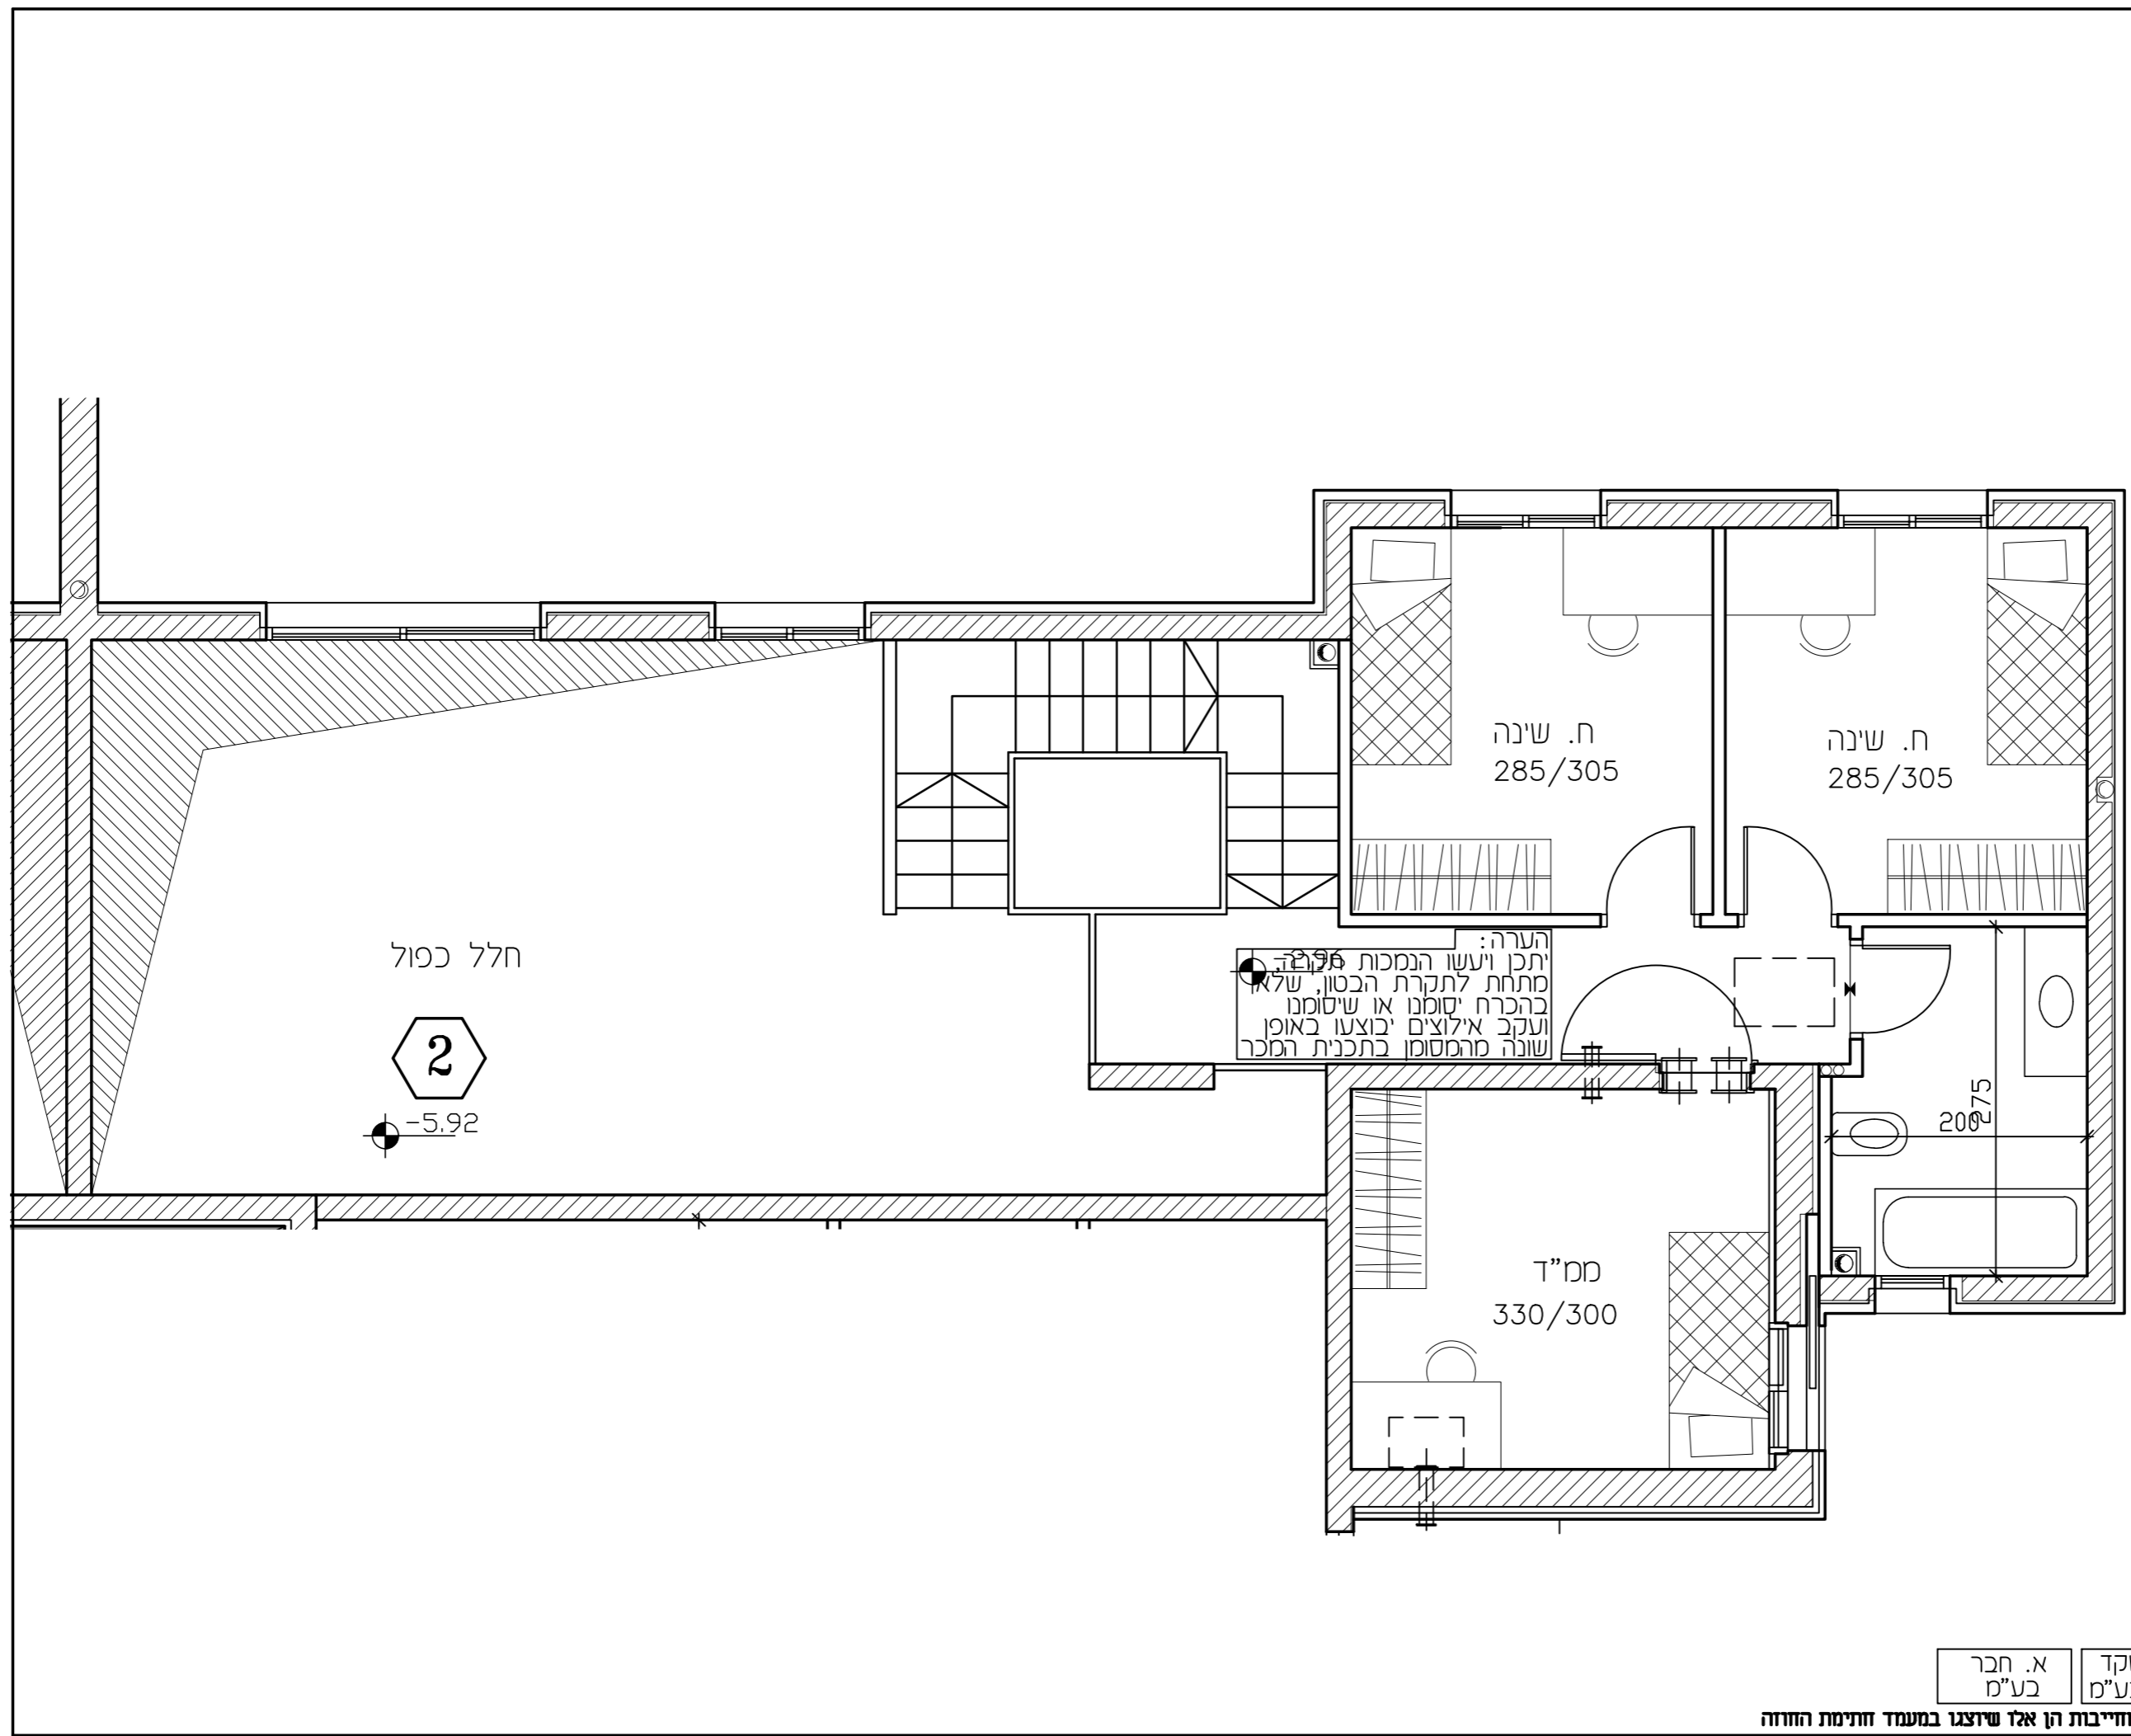 ח. שינה
285/305
ח. שינה
285/305
הערה:
יתכן ויעשו הנמכות תקרה,
מתחת לתקרת הבטון, שלא
בהכרח יסומנו או שיסומנו
ועקב אילוצים יבוצעו באופן
שונה מהמסומן בתכנית המכר
-2.96
חלל כפול
2
-5.92
275
200
ממ"ד
330/300
א. חבר
בע"מ
הן אלו שיוצגו במעמד חתימת החוזה